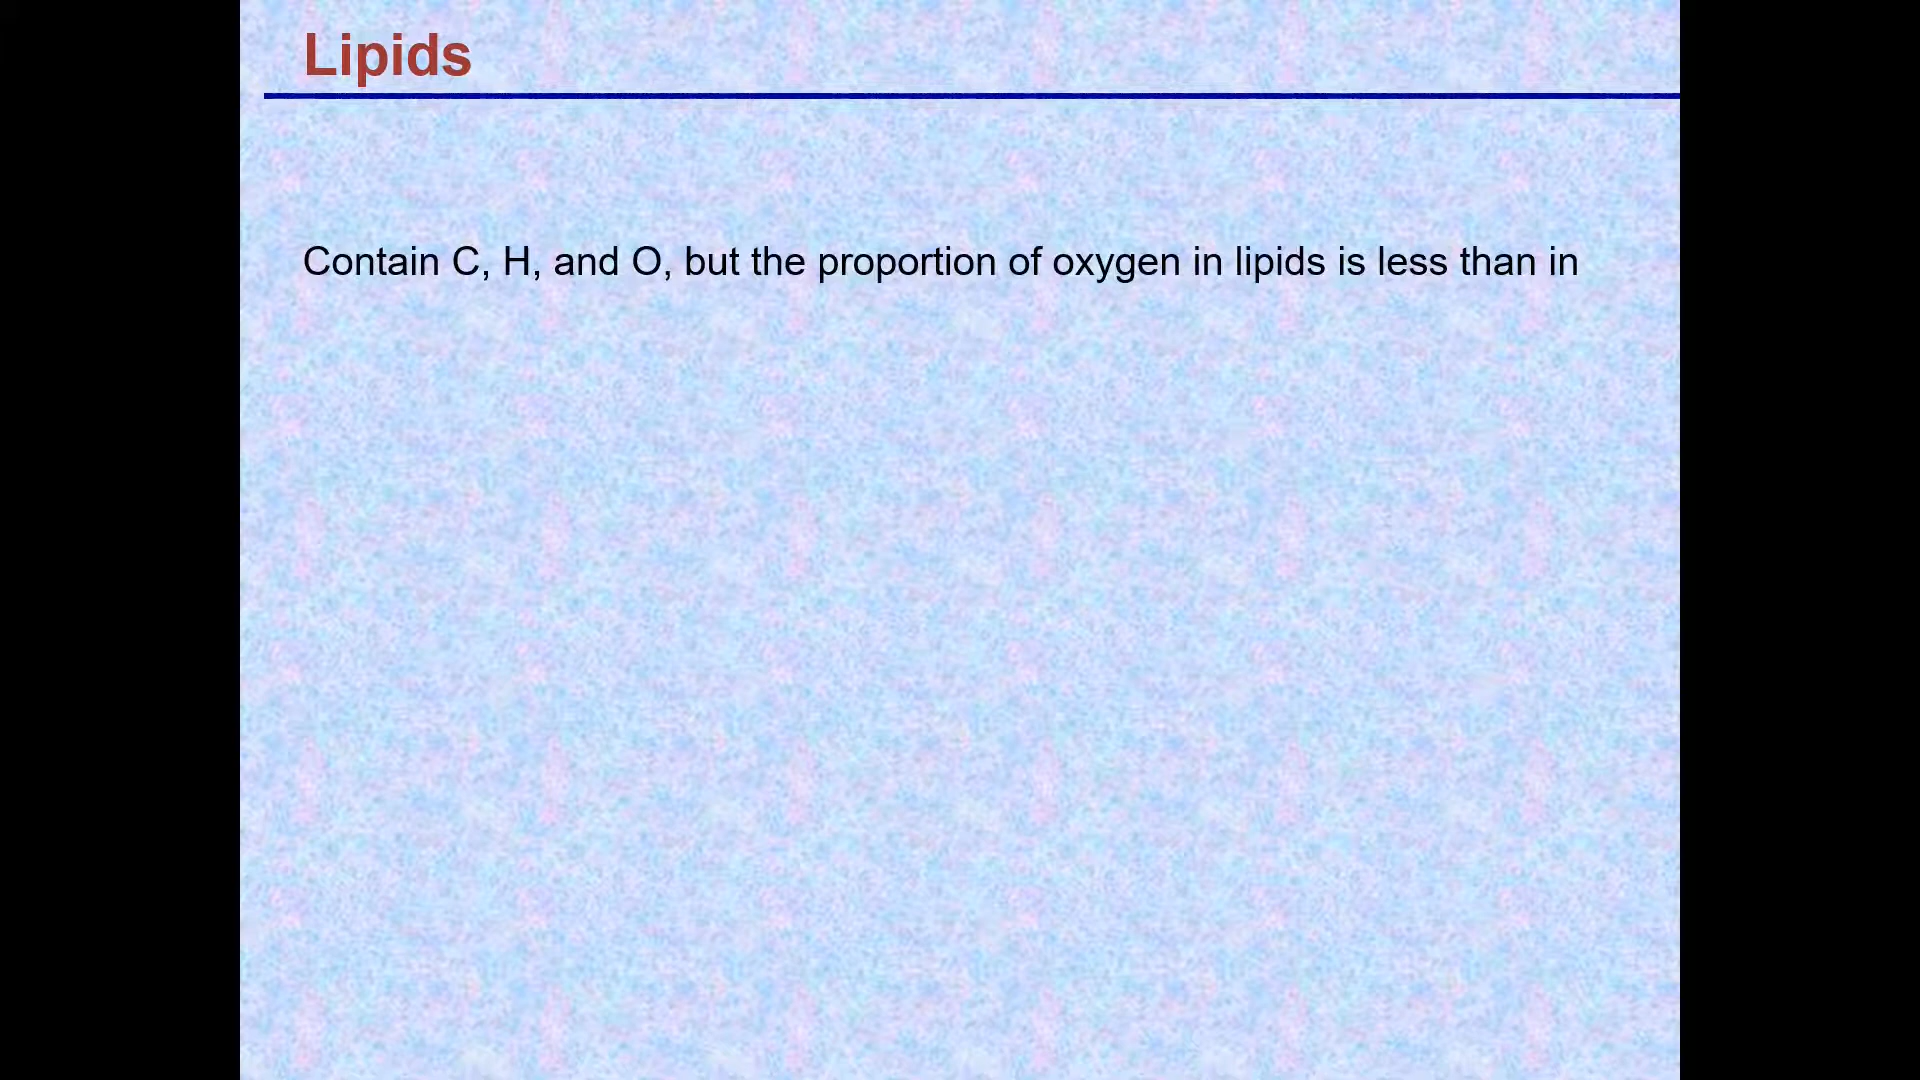 Lipids
Contain C, H, and O, but the proportion of oxygen in lipids is less than in